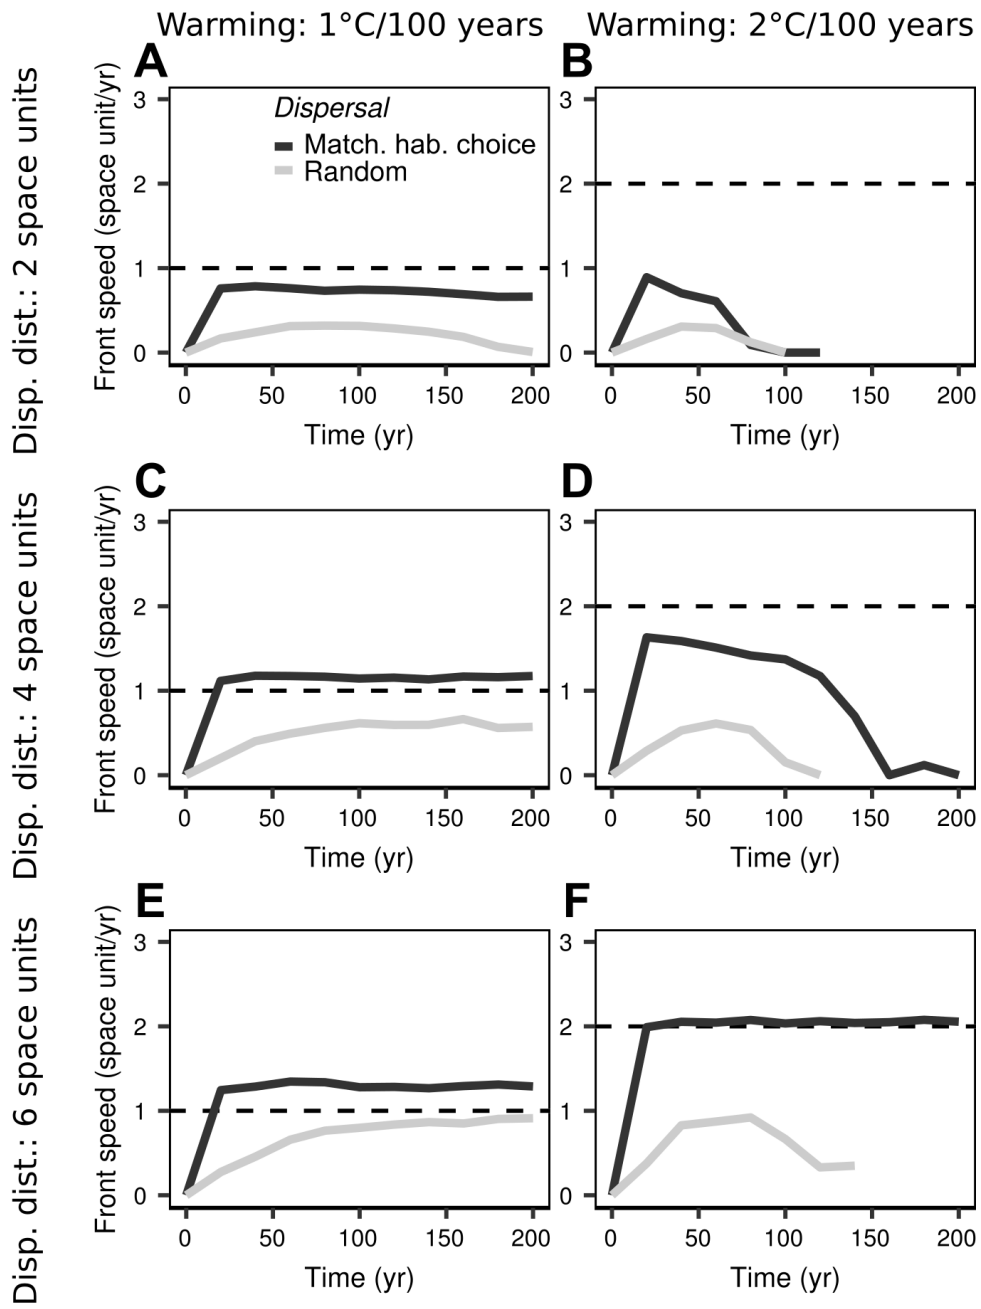 Warming: 1°C/100 years
Warming: 2°C/100 years
Disp. dist.: 2 space units
A
Front speed (space unit/yr)
3
2
1
0
Dispersal
Match. hab. choice
Random
0 50 100 150 200
Time (yr)
B
3
2
1
0
0 50 100 150 200
Time (yr)
Disp. dist.: 4 space units
C
Front speed (space unit/yr)
3
2
1
0
0 50 100 150 200
Time (yr)
D
3
2
1
0
0 50 100 150 200
Time (yr)
Disp. dist.: 6 space units
E
Front speed (space unit/yr)
3
2
1
0
0 50 100 150 200
Time (yr)
F
3
2
1
0
0 50 100 150 200
Time (yr)